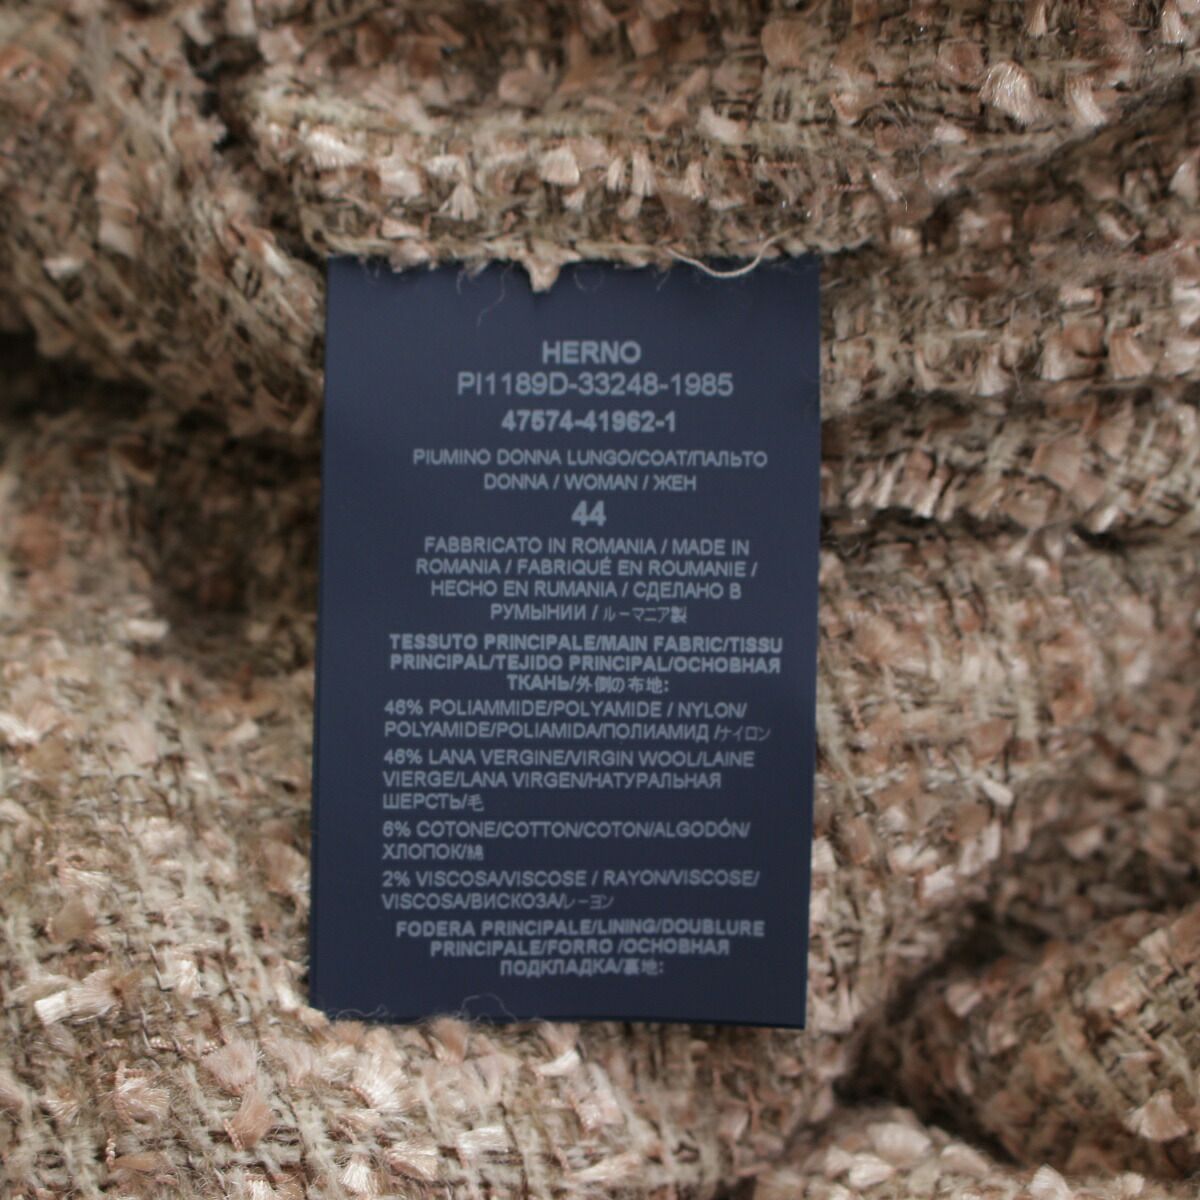 HERNO
PI1189D-33248-1985
47574-41962-1
PIUMINO DONNA LUNGO/COAT/ПАЛЬТО
DONNA / WOMAN / ЖЕН
44
FABBRICATO IN ROMANIA / MADE IN
ROMANIA / FABRIQUÉ EN ROUMANIE /
HECHO EN RUMANIA / СДЕЛАНО В
РУМЫНИИ / ルーマニア製
TESSUTO PRINCIPALE/MAIN FABRIC/TISSU
PRINCIPAL/TEJIDO PRINCIPAL/ОСНОВНАЯ
ТКАНЬ/外側の布地:
46% POLIAMMIDE/POLYAMIDE / NYLON/
POLYAMIDE/POLIAMIDA/ПОЛИАМИД /ナイロン
46% LANA VERGINE/VIRGIN WOOL/LAINE
VIERGE/LANA VIRGEN/НАТУРАЛЬНАЯ
ШЕРСТЬ/毛
6% COTONE/COTTON/COTON/ALGODÓN/
ХЛОПОК/綿
2% VISCOSA/VISCOSE / RAYON/VISCOSE/
VISCOSA/ВИСКОЗА/レーヨン
FODERA PRINCIPALE/LINING/DOUBLURE
PRINCIPALE/FORRO /ОСНОВНАЯ
ПОДКЛАДКА/裏地: